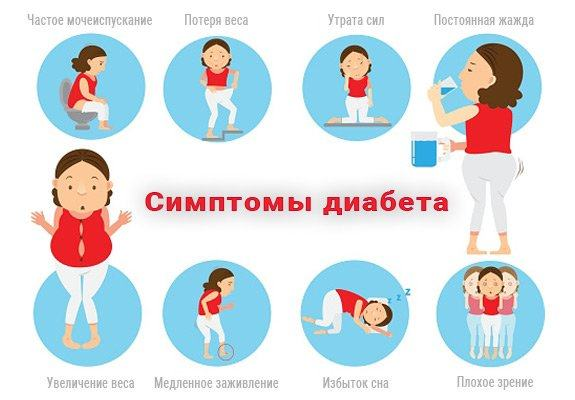 Частое мочеиспускание
Потеря веса
Утрата сил
Постоянная жажда
Симптомы диабета
Увеличение веса
Медленное заживление
Избыток сна
Плохое зрение
z z z